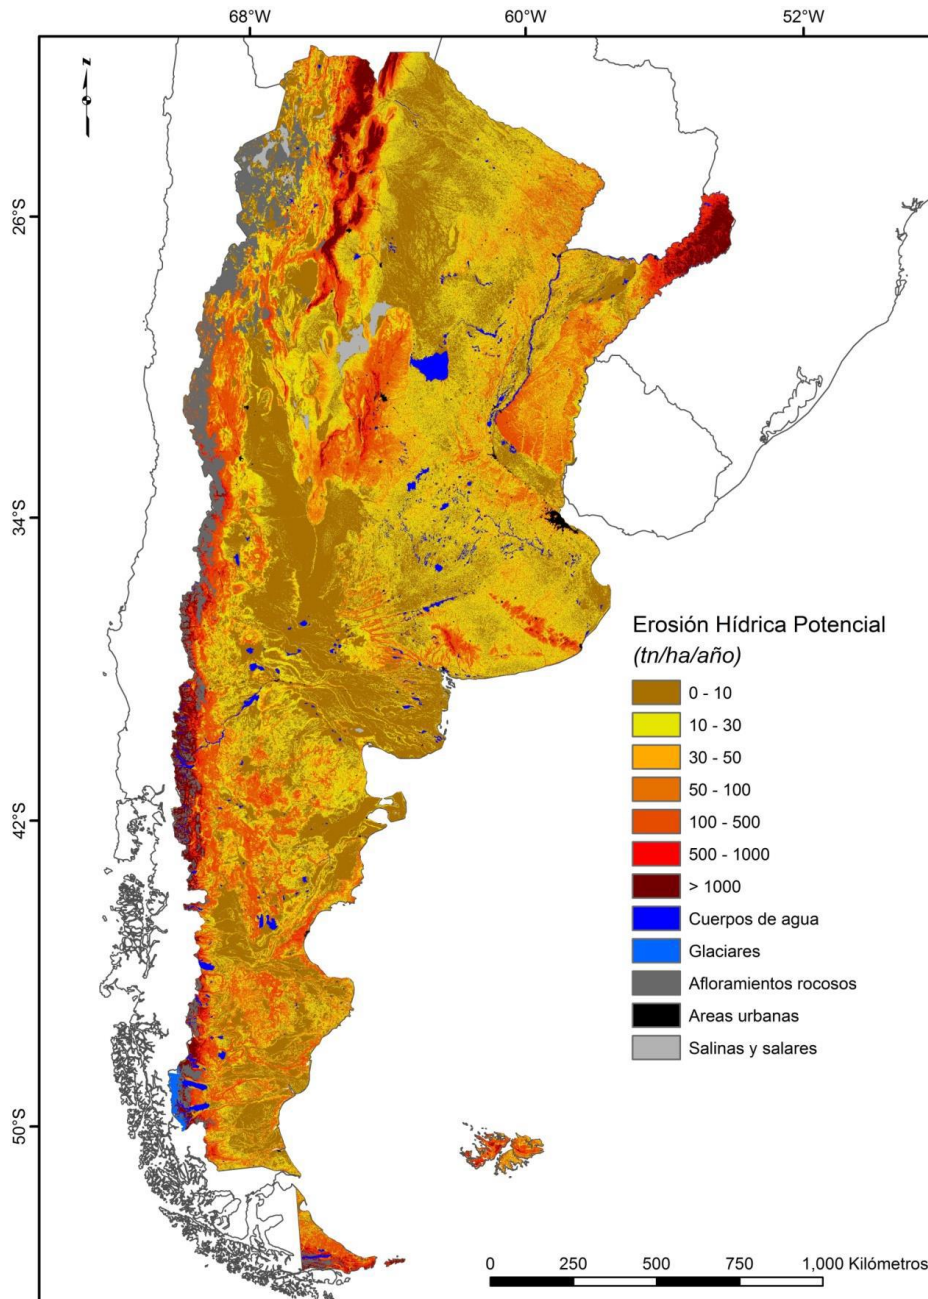 68°W 60°W 52°W
z
26°S
34°S
Erosión Hídrica Potencial
(tn/ha/año)
0 - 10
10 - 30
30 - 50
50 - 100
100 - 500
42°S
500 - 1000
> 1000
Cuerpos de agua
Glaciares
Afloramientos rocosos
Areas urbanas
Salinas y salares
50°S
0 250 500 750 1,000 Kilómetros